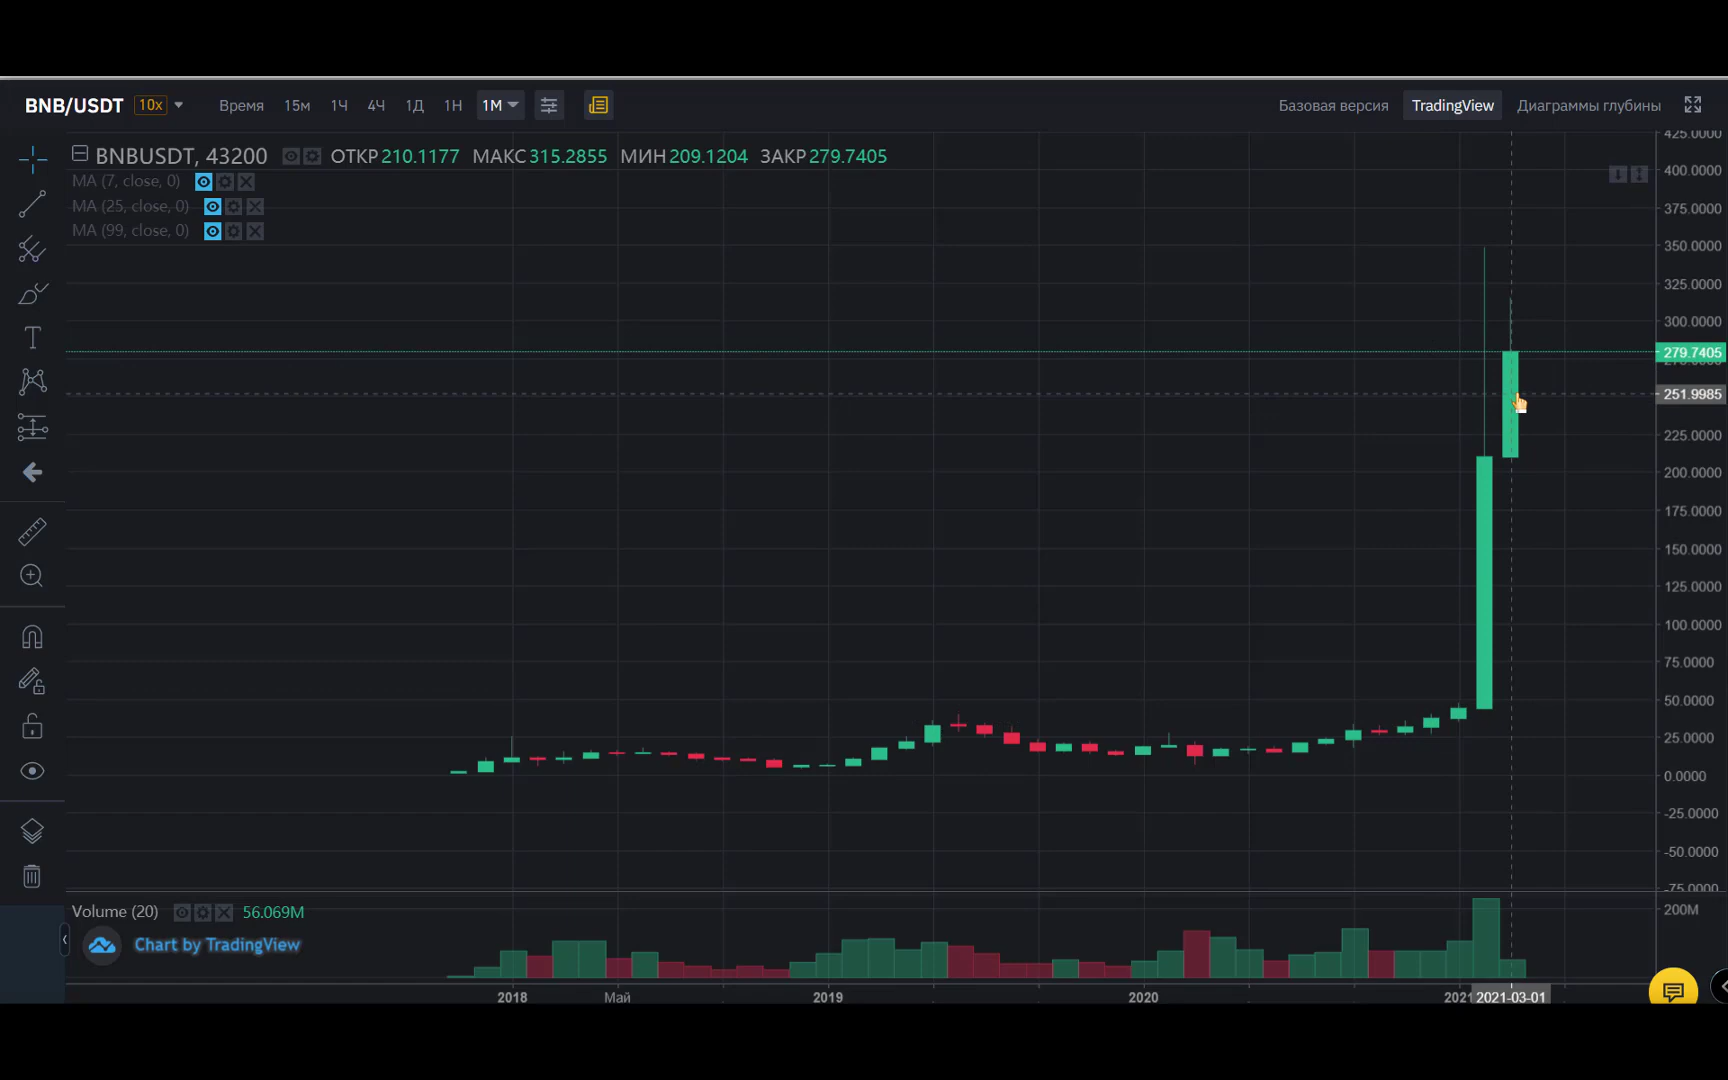 BNB/USDT 10x Время 15м 1Ч 4Ч 1Д 1Н 1М Базовая версия TradingView Диаграммы глубины
BNBUSDT, 43200 ОТКР 210.1177 МАКС 315.2855 МИН 209.1204 ЗАКР 279.7405
MA (7, close, 0)
MA (25, close, 0)
MA (99, close, 0)
425.0000
400.0000
375.0000
350.0000
325.0000
300.0000
279.7405
251.9985
225.0000
200.0000
175.0000
150.0000
125.0000
100.0000
75.0000
50.0000
25.0000
0.0000
-25.0000
-50.0000
-75.0000
Volume (20) 56.069M
200M
Chart by TradingView
2018 Май 2019 2020 2021 2021-03-01